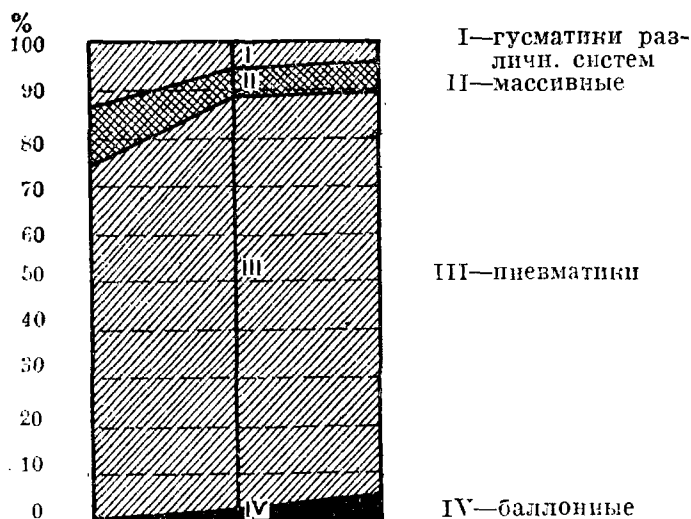 %
100
90
80
70
60
50
40
30
20
10
0
I
II
III
IV
I—гусматики раз-
личн. систем
II—массивные
III—пневматики
IV—баллонные